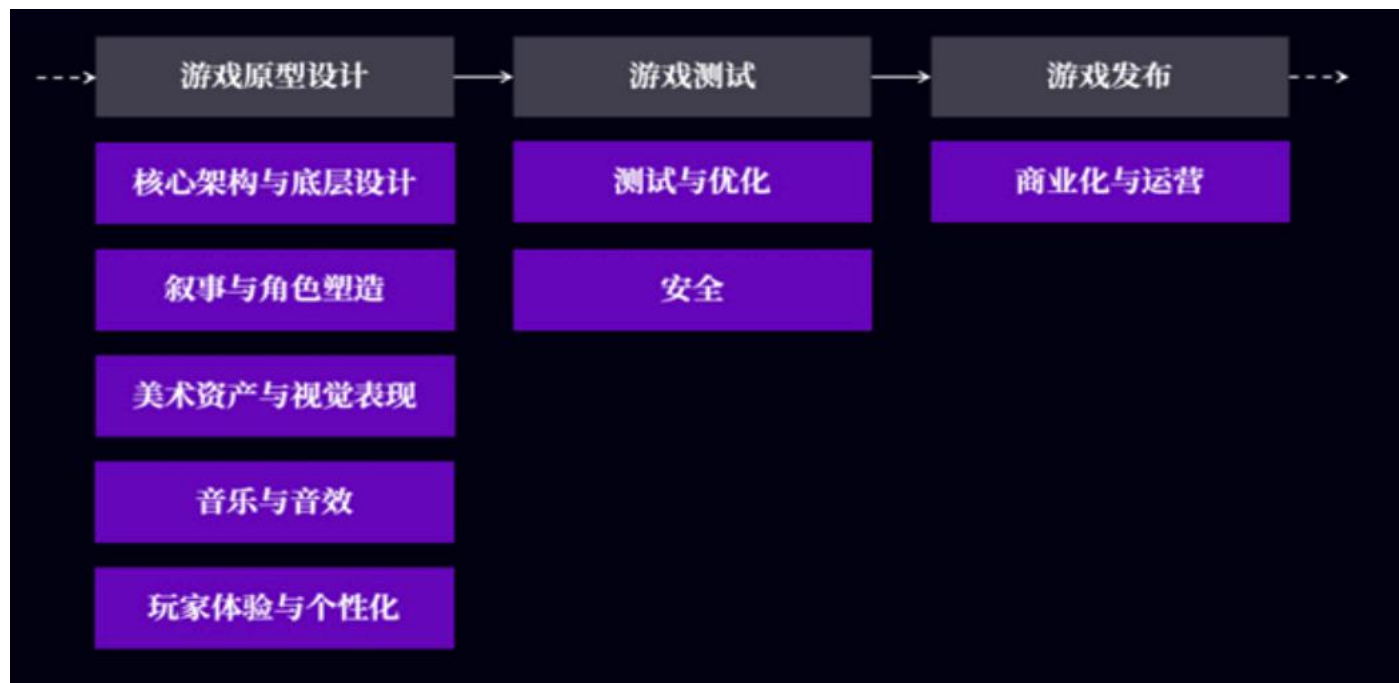 游戏原型设计
核心架构与底层设计
叙事与角色塑造
美术资产与视觉表现
音乐与音效
玩家体验与个性化
游戏测试
测试与优化
安全
游戏发布
商业化与运营